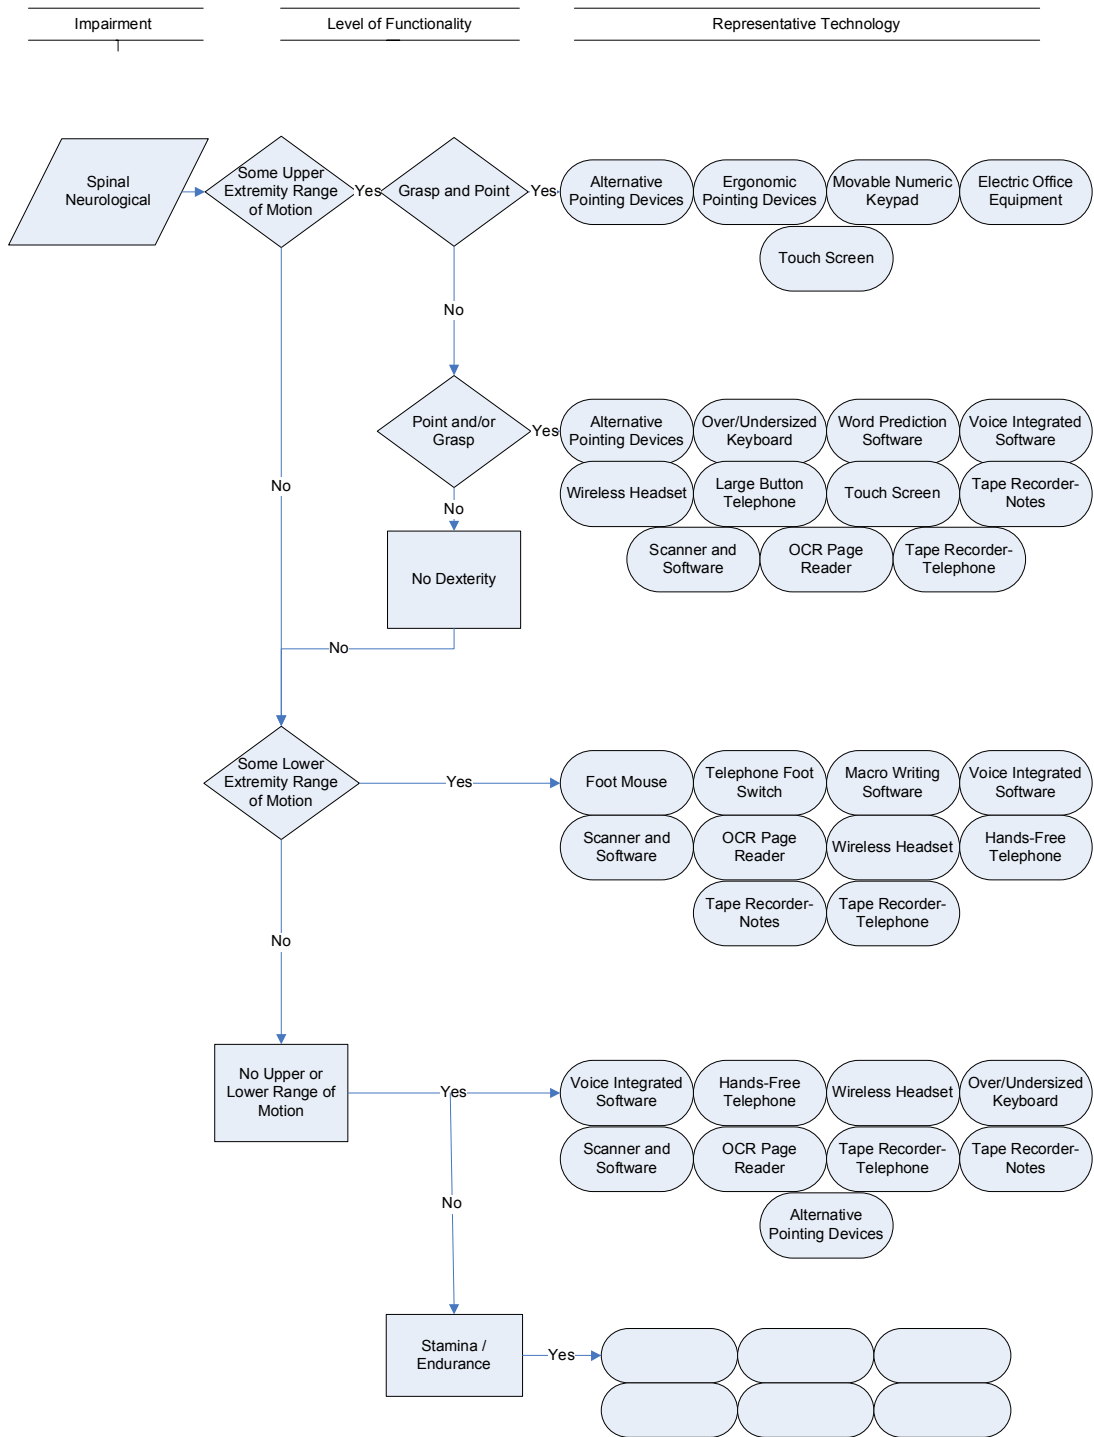 Impairment
Level of Functionality
Representative Technology
Spinal
Neurological
Some Upper
Extremity Range
of Motion
Yes
Grasp and Point
Yes
Alternative
Pointing Devices
Ergonomic
Pointing Devices
Movable Numeric
Keypad
Electric Office
Equipment
Touch Screen
No
Point and/or
Grasp
Yes
Alternative
Pointing Devices
Over/Undersized
Keyboard
Word Prediction
Software
Voice Integrated
Software
Wireless Headset
Large Button
Telephone
Touch Screen
Tape Recorder-
Notes
Scanner and
Software
OCR Page
Reader
Tape Recorder-
Telephone
No
No
No Dexterity
No
Some Lower
Extremity Range
of Motion
Yes
Foot Mouse
Telephone Foot
Switch
Macro Writing
Software
Voice Integrated
Software
Scanner and
Software
OCR Page
Reader
Wireless Headset
Hands-Free
Telephone
Tape Recorder-
Notes
Tape Recorder-
Telephone
No
No Upper or
Lower Range of
Motion
Yes
Voice Integrated
Software
Hands-Free
Telephone
Wireless Headset
Over/Undersized
Keyboard
Scanner and
Software
OCR Page
Reader
Tape Recorder-
Telephone
Tape Recorder-
Notes
Alternative
Pointing Devices
No
Stamina /
Endurance
Yes